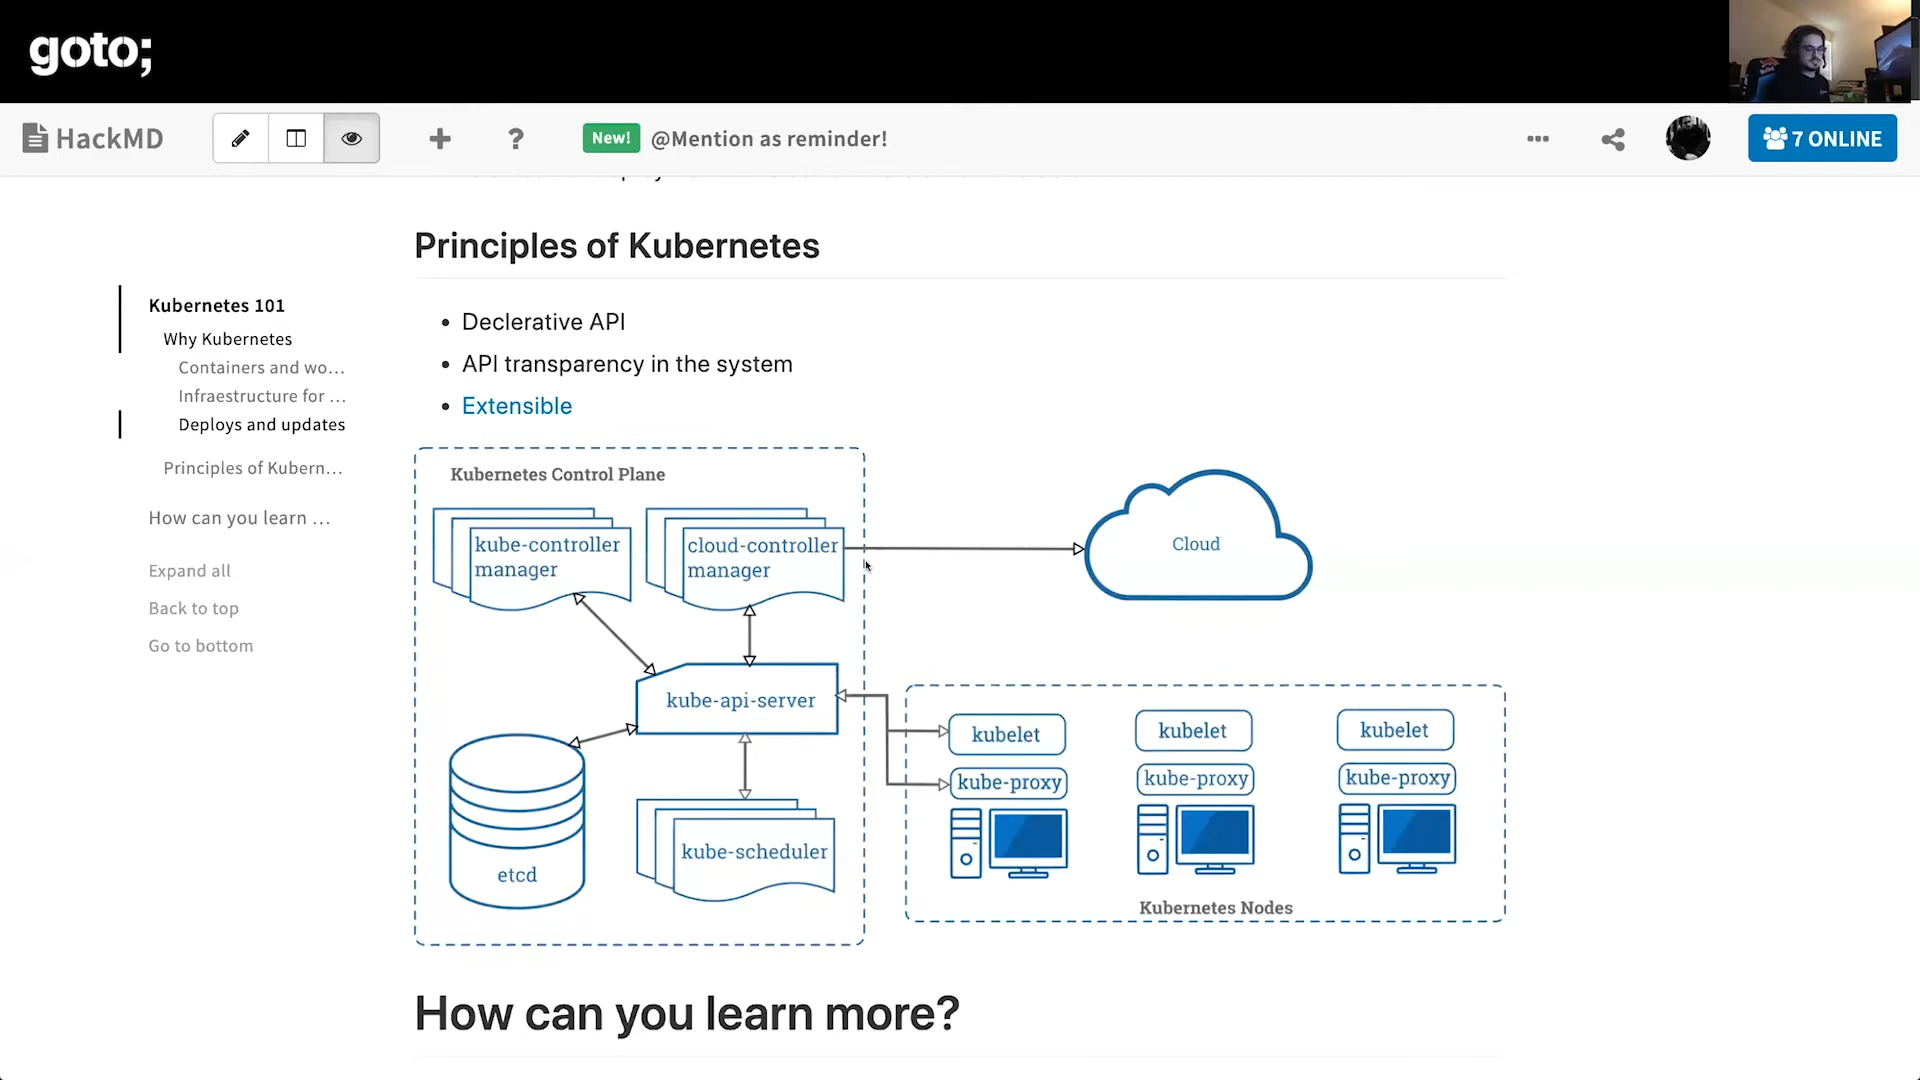 goto;
HackMD
New! @Mention as reminder!
7 ONLINE
Principles of Kubernetes
Kubernetes 101
Why Kubernetes
Containers and wo...
Infraestructure for ...
Deploys and updates
Principles of Kubern...
How can you learn ...
Expand all
Back to top
Go to bottom
Declerative API
API transparency in the system
Extensible
Kubernetes Control Plane
kube-controller
manager
cloud-controller
manager
Cloud
kube-api-server
etcd
kube-scheduler
kubelet
kube-proxy
kubelet
kube-proxy
kubelet
kube-proxy
Kubernetes Nodes
How can you learn more?